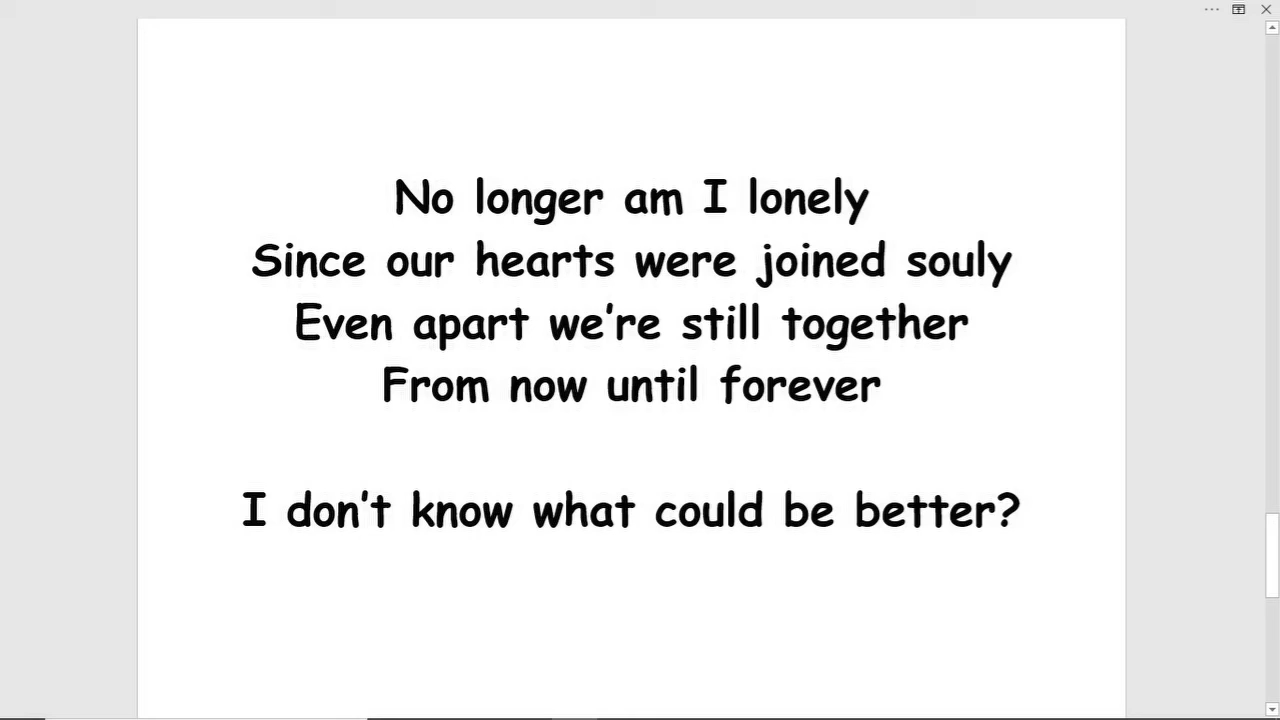 No longer am I lonely
Since our hearts were joined souly
Even apart we’re still together
From now until forever
I don’t know what could be better?